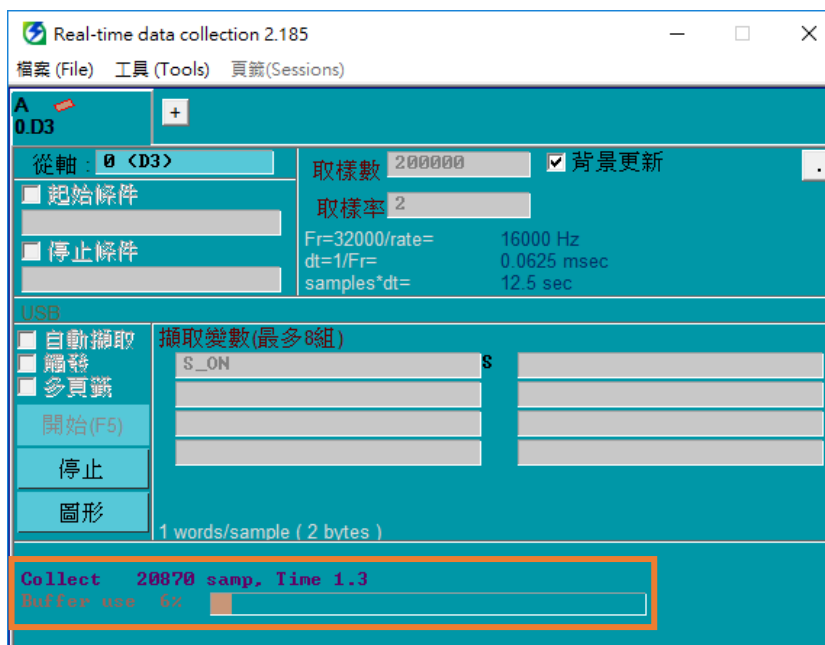 Real-time data collection 2.185
檔案 (File) 工具 (Tools) 頁籤(Sessions)
A
0.D3
+
從軸 : 0 (D3)
取樣數 200000
背景更新
.
起始條件
取樣率 2
停止條件
Fr=32000/rate= 16000 Hz
dt=1/Fr= 0.0625 msec
samples*dt= 12.5 sec
USB
自動擷取
擷取變數(最多8組)
觸發
S_ON
S
多頁籤
開始(F5)
停止
圖形
1 words/sample ( 2 bytes )
Collect 20870 samp, Time 1.3
Buffer use 6%